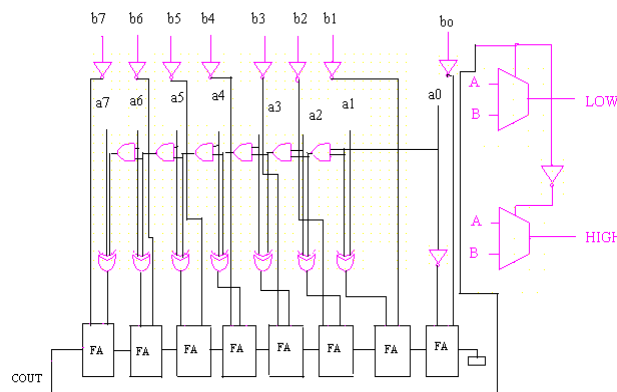 b7 b6 b5 b4 b3 b2 b1 bo
a7 a6 a5 a4 a3 a2 a1 a0
A
B
LOW
A
B
HIGH
FA FA FA FA FA FA FA FA
COUT